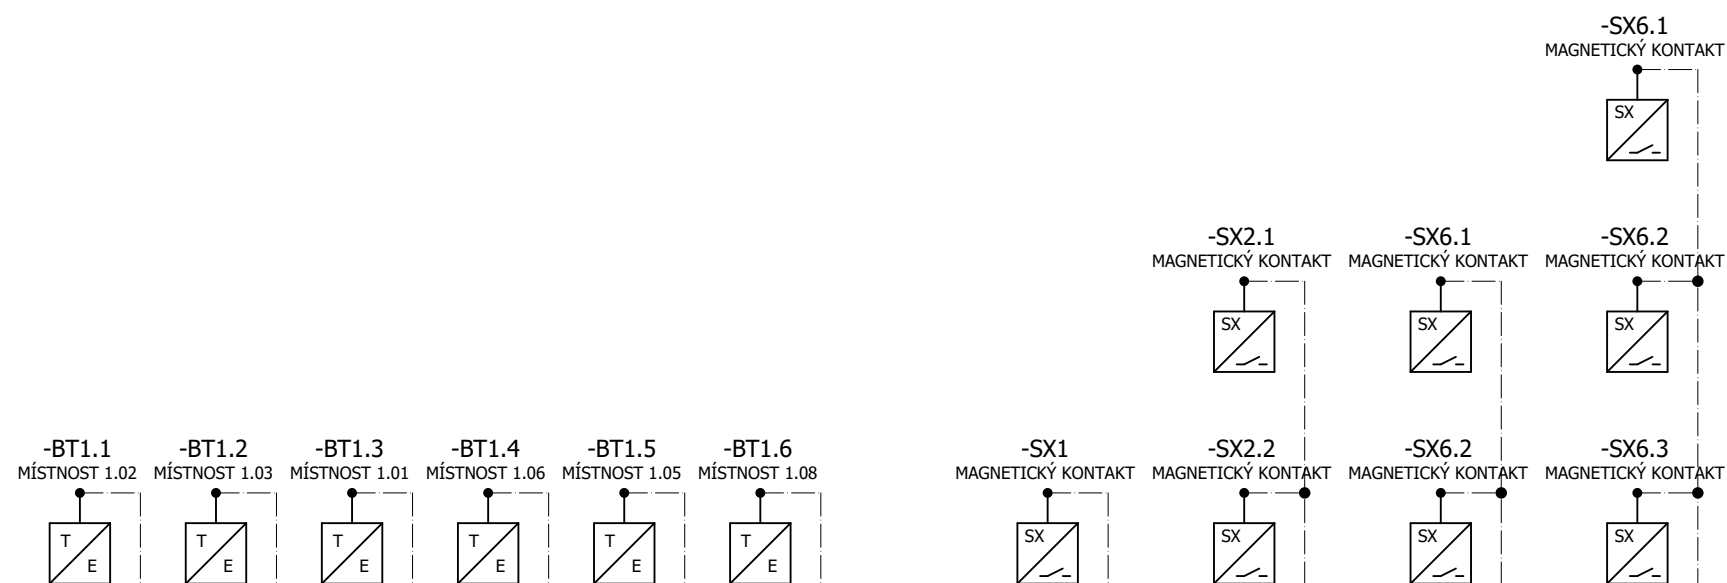 -SX6.1
MAGNETICKÝ KONTAKT
SX
-SX2.1 -SX6.1 -SX6.2
MAGNETICKÝ KONTAKT MAGNETICKÝ KONTAKT MAGNETICKÝ KONTAKT
SX SX SX
-BT1.1 -BT1.2 -BT1.3 -BT1.4 -BT1.5 -BT1.6 -SX1 -SX2.2 -SX6.2 -SX6.3
MÍSTNOST 1.02 MÍSTNOST 1.03 MÍSTNOST 1.01 MÍSTNOST 1.06 MÍSTNOST 1.05 MÍSTNOST 1.08 MAGNETICKÝ KONTAKT MAGNETICKÝ KONTAKT MAGNETICKÝ KONTAKT MAGNETICKÝ KONTAKT
T T T T T T SX SX SX SX
E E E E E E